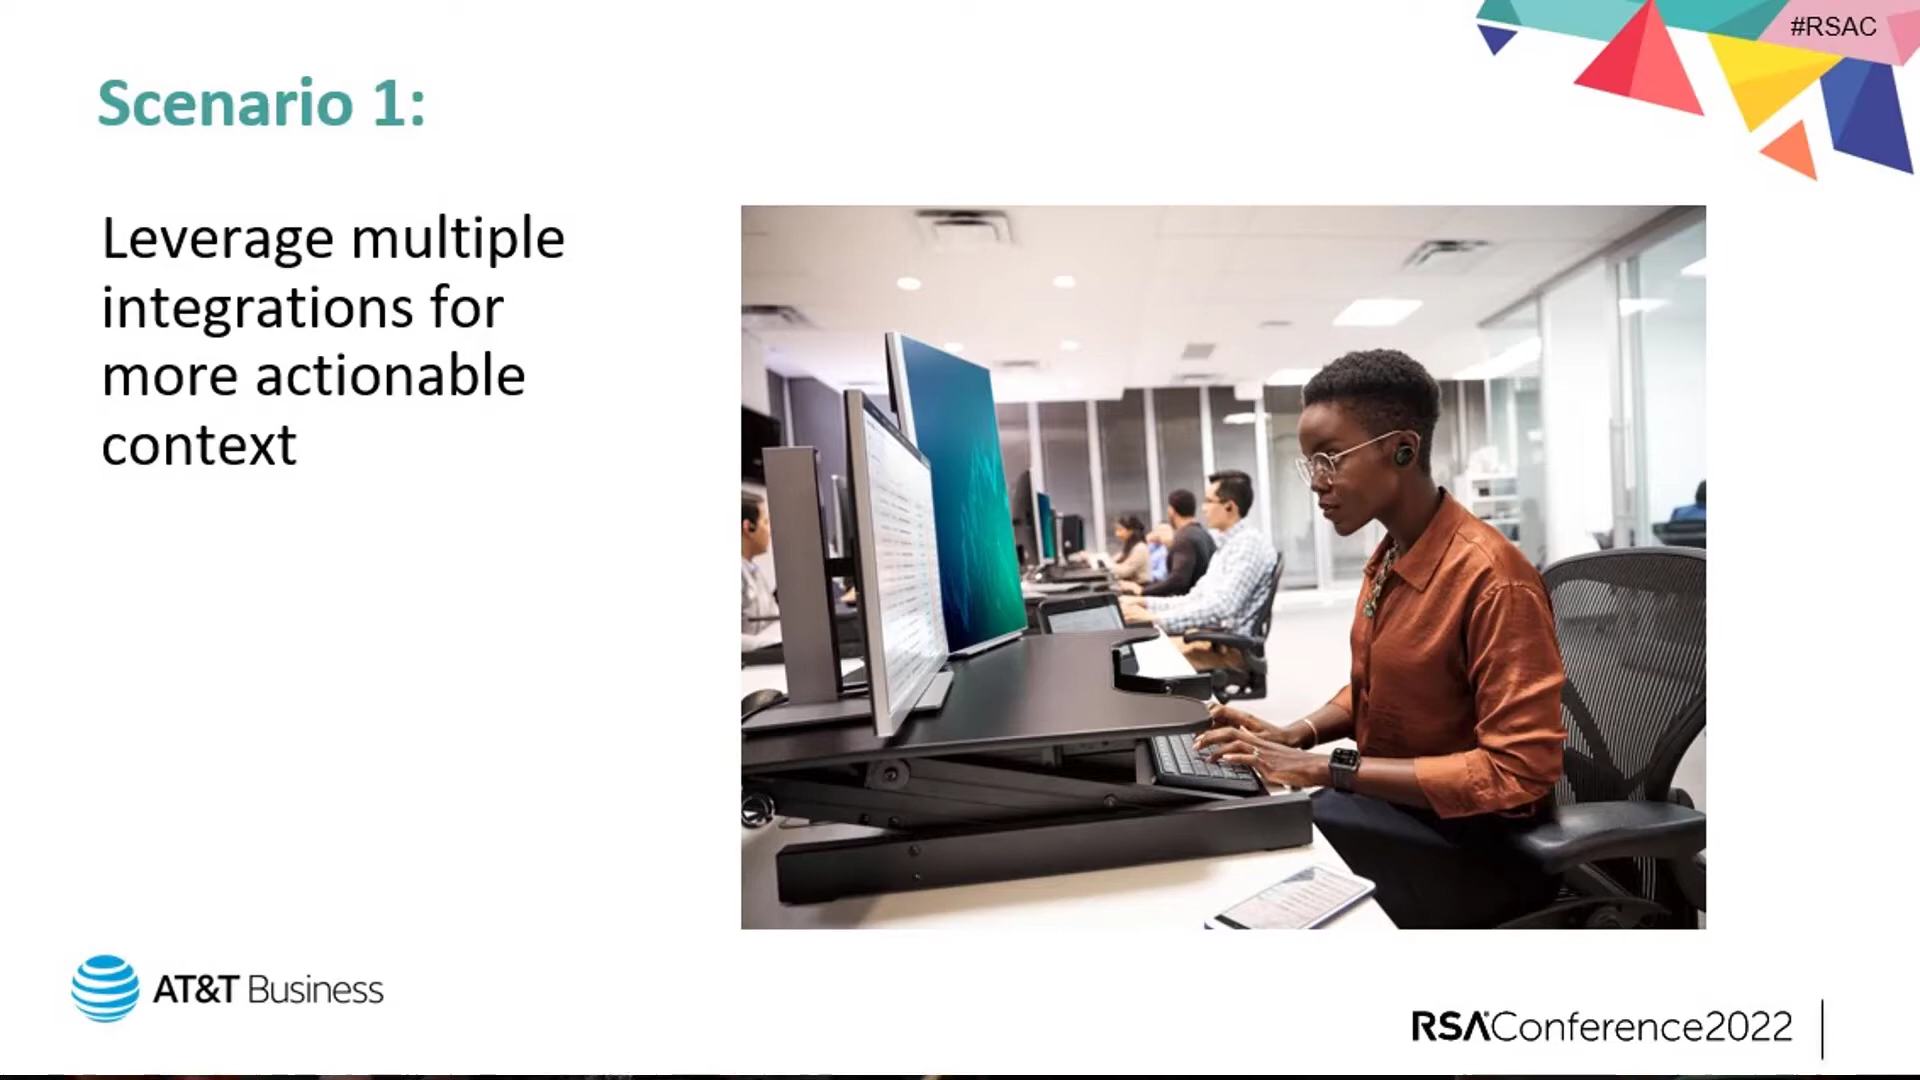 #RSAC
Scenario 1:
Leverage multiple
integrations for
more actionable
context
AT&T Business
RSAConference2022